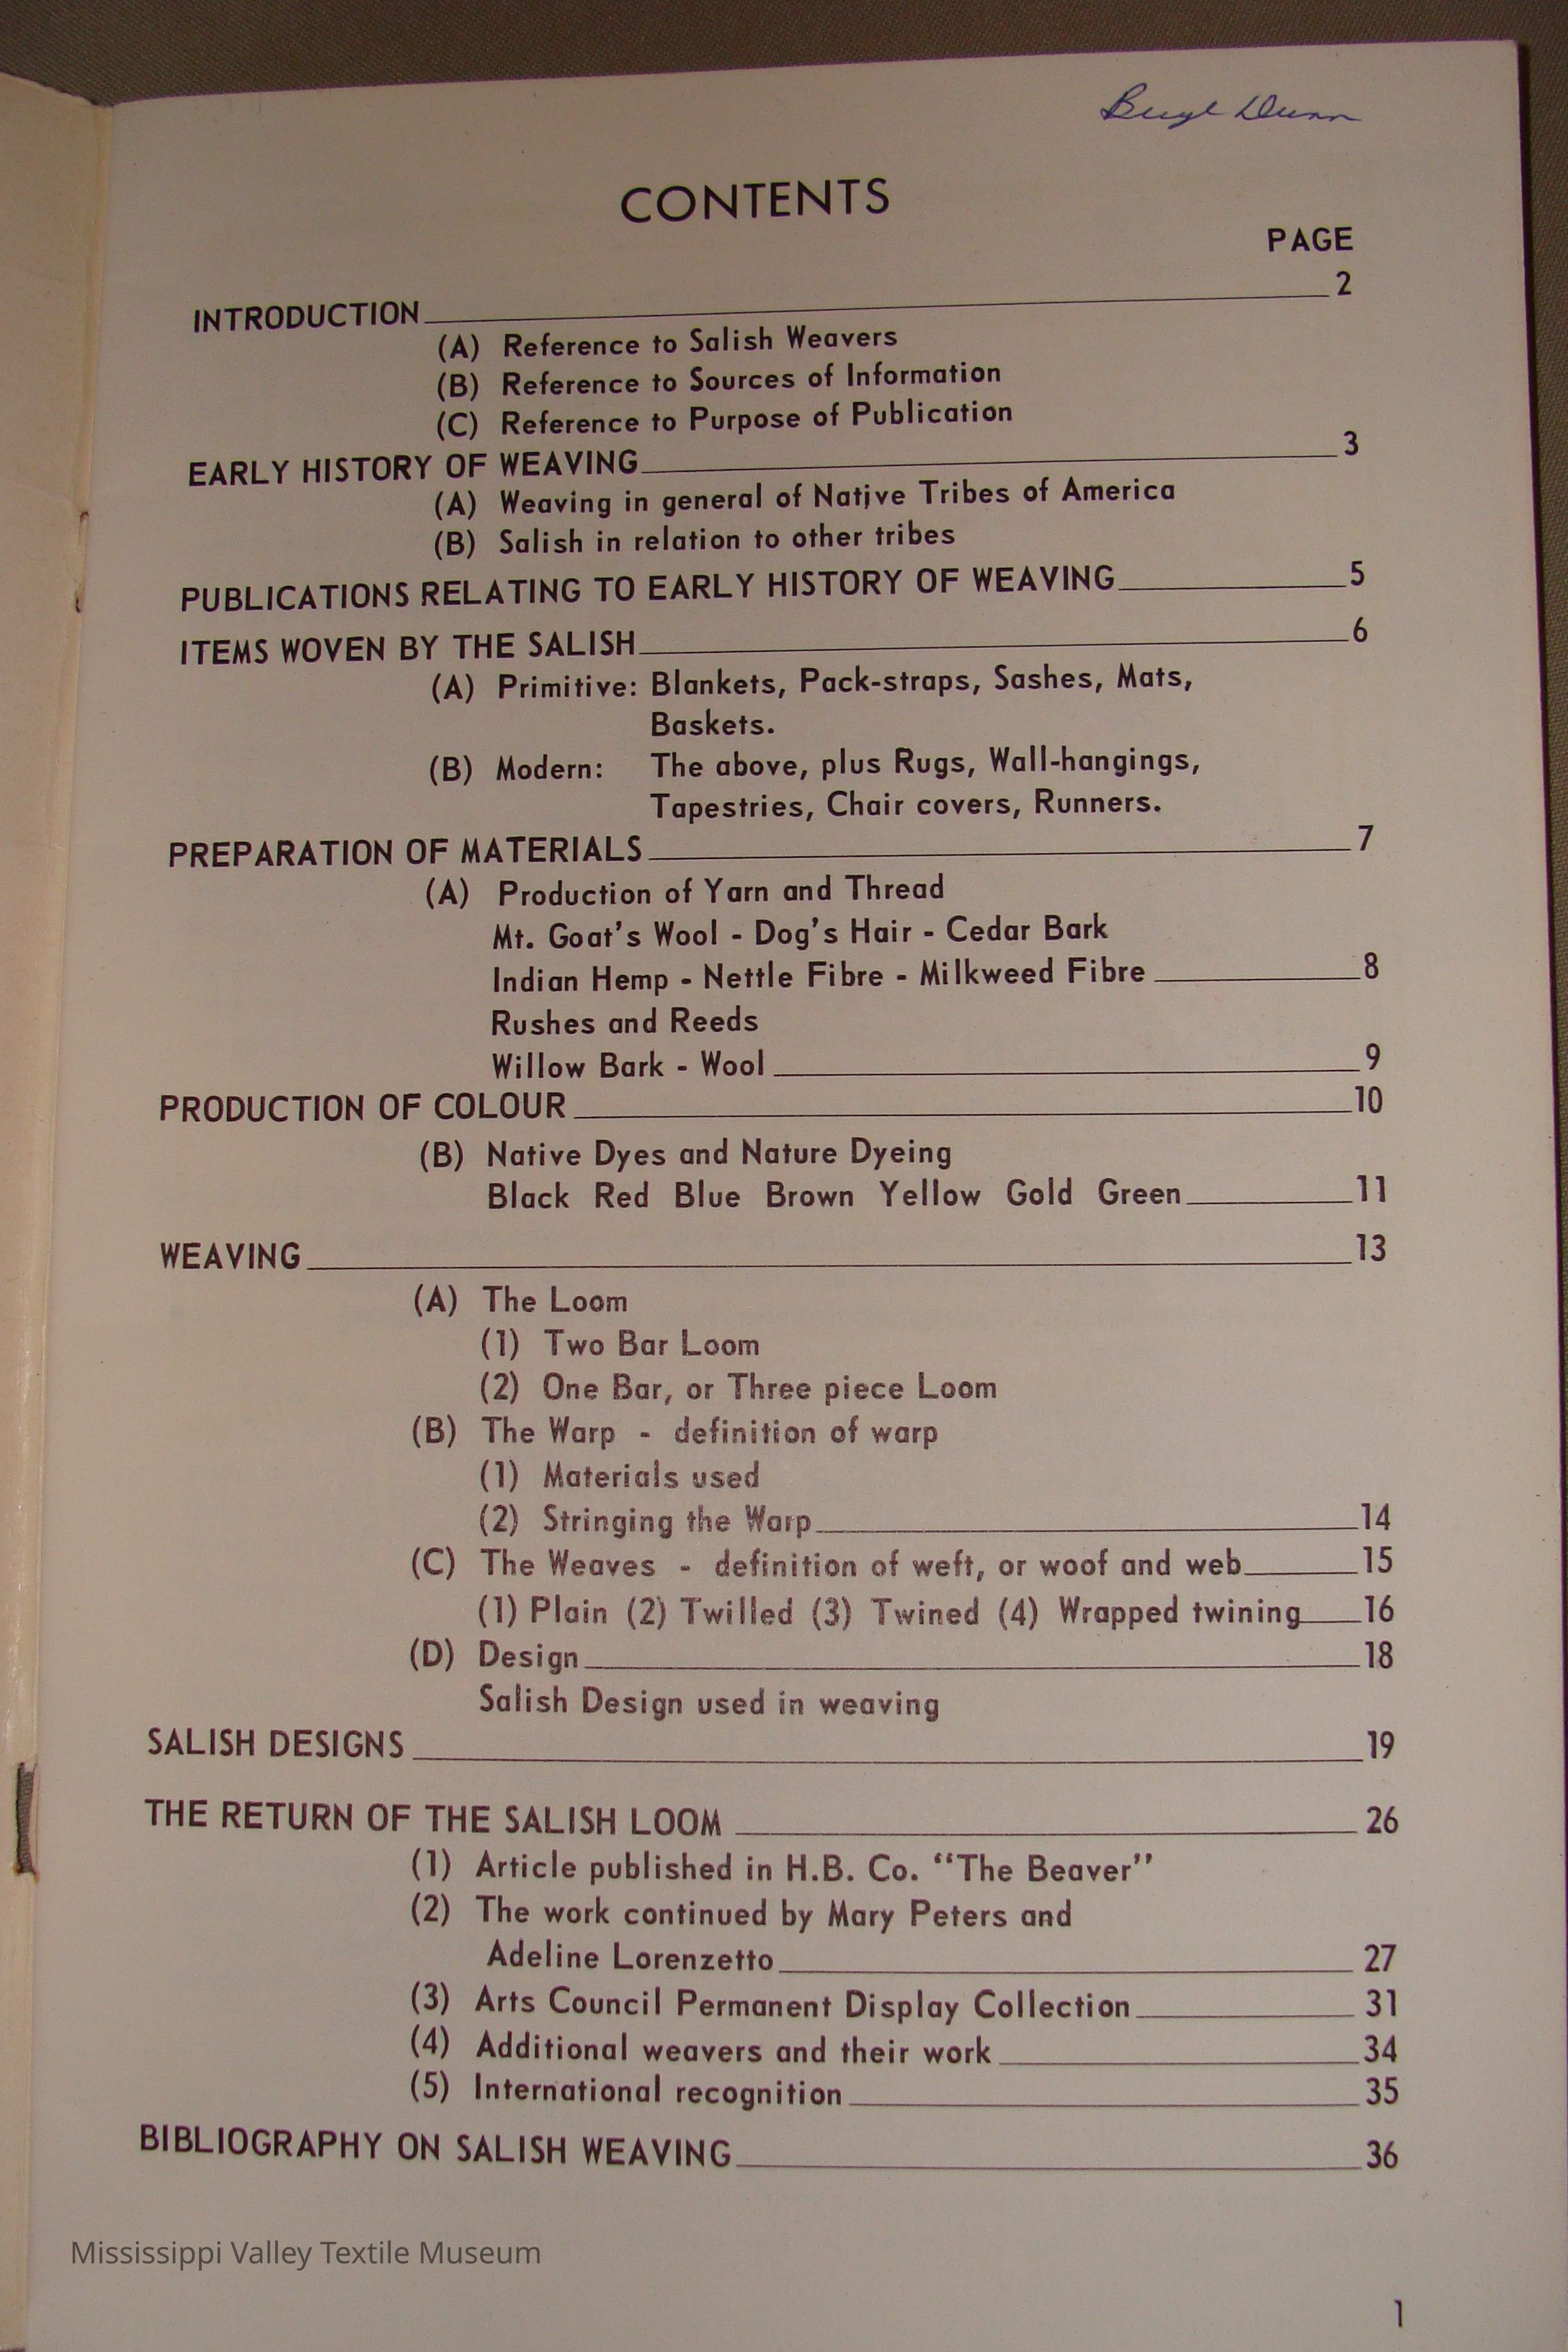 Beryl Dunn
CONTENTS
PAGE
INTRODUCTION 2
(A) Reference to Salish Weavers
(B) Reference to Sources of Information
(C) Reference to Purpose of Publication
EARLY HISTORY OF WEAVING 3
(A) Weaving in general of Native Tribes of America
(B) Salish in relation to other tribes
PUBLICATIONS RELATING TO EARLY HISTORY OF WEAVING 5
ITEMS WOVEN BY THE SALISH 6
(A) Primitive: Blankets, Pack-straps, Sashes, Mats,
Baskets.
(B) Modern: The above, plus Rugs, Wall-hangings,
Tapestries, Chair covers, Runners.
PREPARATION OF MATERIALS 7
(A) Production of Yarn and Thread
Mt. Goat's Wool - Dog's Hair - Cedar Bark
Indian Hemp - Nettle Fibre - Milkweed Fibre 8
Rushes and Reeds
Willow Bark - Wool 9
PRODUCTION OF COLOUR 10
(B) Native Dyes and Nature Dyeing
Black Red Blue Brown Yellow Gold Green 11
WEAVING 13
(A) The Loom
(1) Two Bar Loom
(2) One Bar, or Three piece Loom
(B) The Warp - definition of warp
(1) Materials used
(2) Stringing the Warp 14
(C) The Weaves - definition of weft, or woof and web 15
(1) Plain (2) Twilled (3) Twined (4) Wrapped twining 16
(D) Design 18
Salish Design used in weaving
SALISH DESIGNS 19
THE RETURN OF THE SALISH LOOM 26
(1) Article published in H.B. Co. "The Beaver"
(2) The work continued by Mary Peters and
Adeline Lorenzetto 27
(3) Arts Council Permanent Display Collection 31
(4) Additional weavers and their work 34
(5) International recognition 35
BIBLIOGRAPHY ON SALISH WEAVING 36
Mississippi Valley Textile Museum
1